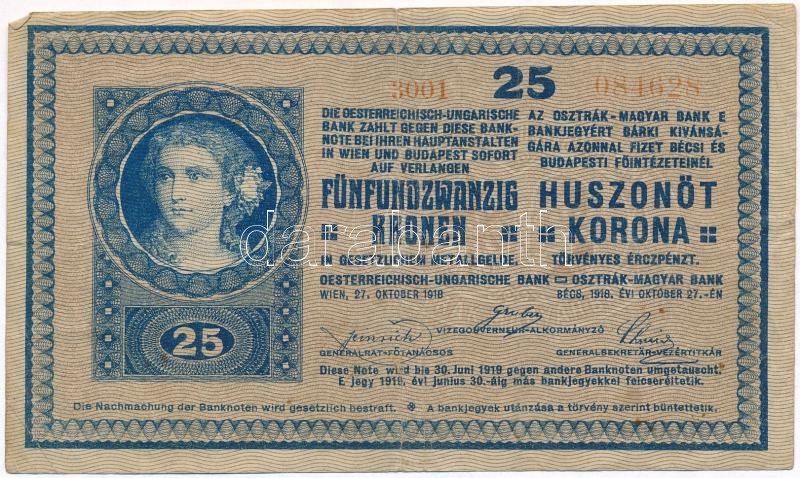 3001 25 084628
DIE OESTERREICHISCH-UNGARISCHE
BANK ZAHLT GEGEN DIESE BANK-
NOTE BEI IHREN HAUPTANSTALTEN
IN WIEN UND BUDAPEST SOFORT
AUF VERLANGEN
FÜNFUNDZWANZIG
KRONEN
IN GESETZLICHEM METALLGELDE.
OESTERREICHISCH-UNGARISCHE BANK
WIEN, 27. OKTOBER 1918
AZ OSZTRÁK-MAGYAR BANK E
BANKJEGYÉRT BÁRKI KIVÁNSÁ-
GÁRA AZONNAL FIZET BÉCSI ÉS
BUDAPESTI FŐINTÉZETEINÉL
HUSZONÖT
KORONA
TÖRVÉNYES ÉRCZPÉNZT.
OSZTRÁK-MAGYAR BANK
BÉCS, 1918. ÉVI OKTOBER 27.-ÉN
darabanth
25
Gruber
VIZEGOUVERNEUR-ALKORMÁNYZÓ
GENERALRAT-FŐTANÁCSOS
GENERALSEKRETÄR-VEZÉRTITKÁR
Diese Note wird bis 30. Juni 1919 gegen andere Banknoten umgetauscht.
E jegy 1919. évi junius 30.-áig más bankjegyekkel felcseréltetik.
Die Nachmachung der Banknoten wird gesetzlich bestraft. A bankjegyek utánzása a törvény szerint büntettetik.